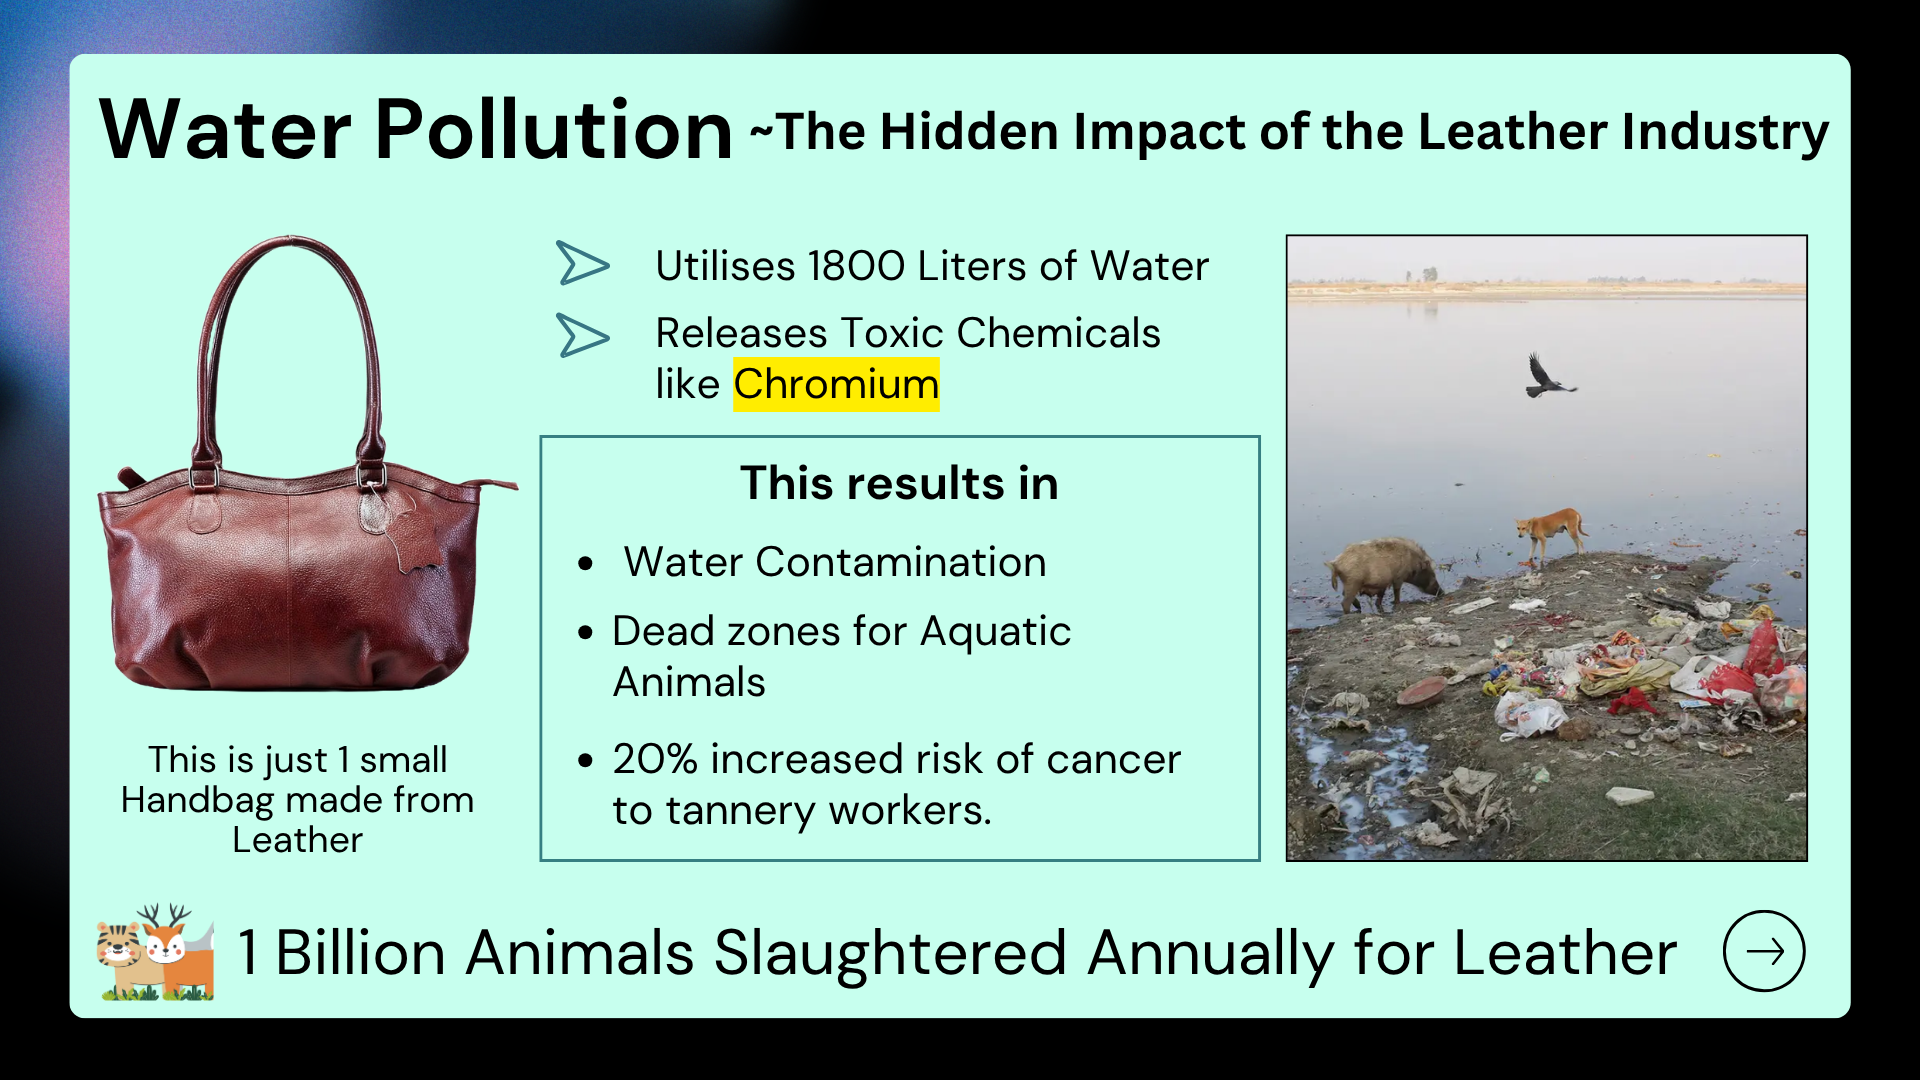 Water Pollution ~The Hidden Impact of the Leather Industry
Utilises 1800 Liters of Water
Releases Toxic Chemicals
like Chromium
This results in
• Water Contamination
• Dead zones for Aquatic
Animals
• 20% increased risk of cancer
to tannery workers.
This is just 1 small
Handbag made from
Leather
1 Billion Animals Slaughtered Annually for Leather